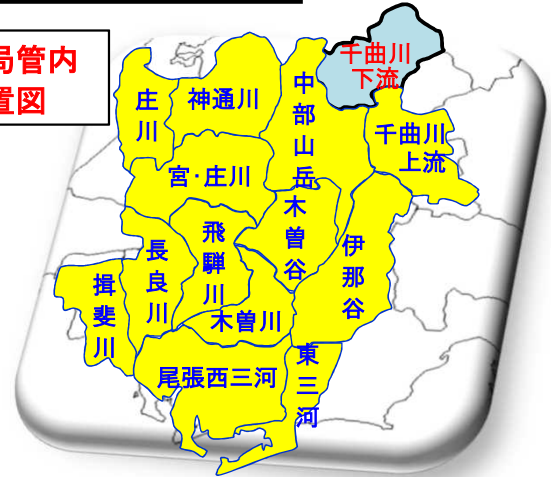 局管内
置図
千曲川
下流
庄川
神通川
中部山岳
千曲川
上流
宮・庄川
木曽谷
飛騨川
伊那谷
長良川
揖斐川
木曽川
尾張西三河
東三河